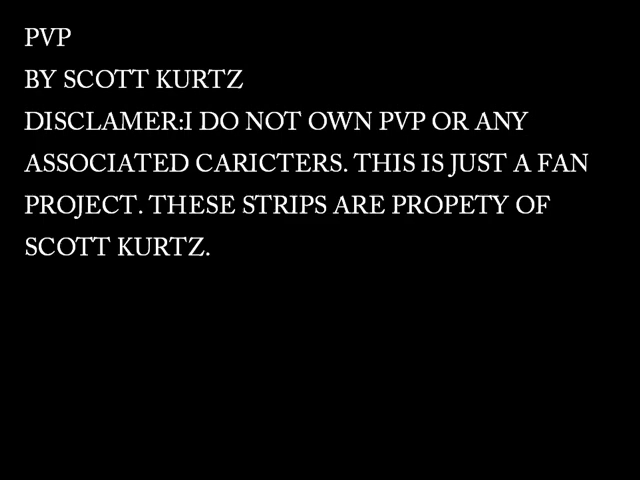 PVP
BY SCOTT KURTZ
DISCLAMER:I DO NOT OWN PVP OR ANY
ASSOCIATED CARICTERS. THIS IS JUST A FAN
PROJECT. THESE STRIPS ARE PROPETY OF
SCOTT KURTZ.